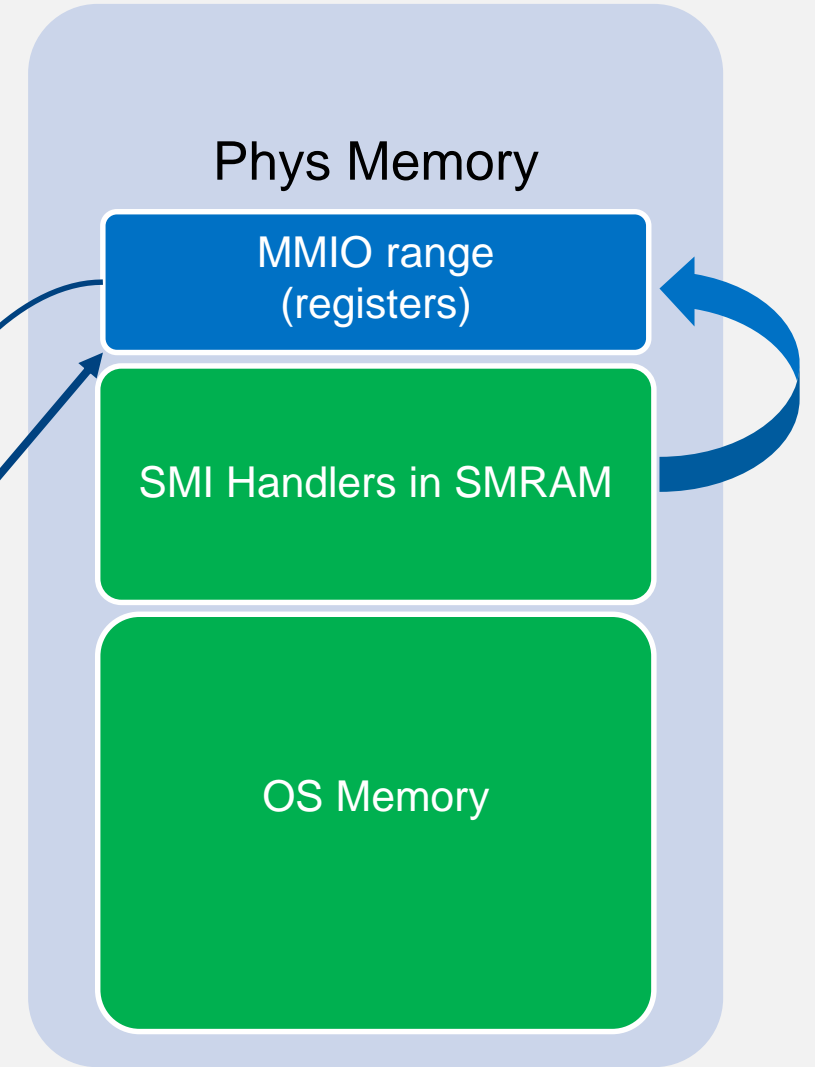 Phys Memory
MMIO range
(registers)
SMI Handlers in SMRAM
OS Memory